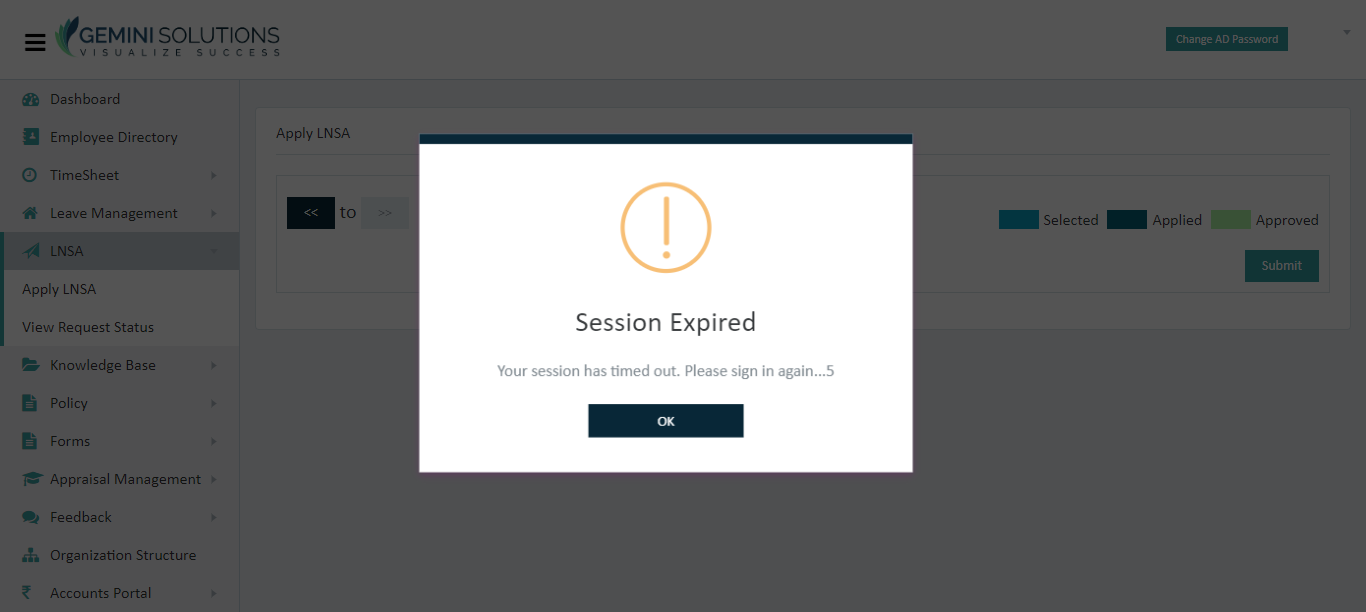 GEMINI SOLUTIONS
VISUALIZE SUCCESS
Change AD Password
Dashboard
Employee Directory
TimeSheet
Leave Management
LNSA
Apply LNSA
View Request Status
Knowledge Base
Policy
Forms
Appraisal Management
Feedback
Organization Structure
₹ Accounts Portal
Apply LNSA
<< to >>
Selected Applied Approved
Submit
Session Expired
Your session has timed out. Please sign in again...5
OK